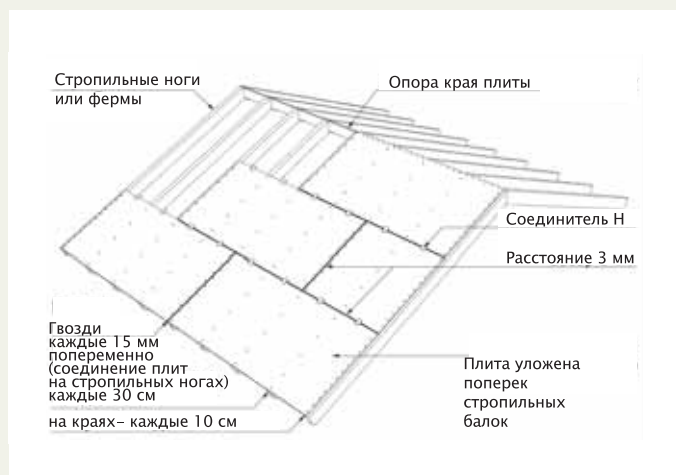 Стропильные ноги
или фермы
Опора края плиты
Соединитель Н
Расстояние 3 мм
Гвозди
каждые 15 мм
попеременно
(соединение плит
на стропильных ногах)
каждые 30 см
на краях– каждые 10 см
Плита уложена
поперек
стропильных
балок